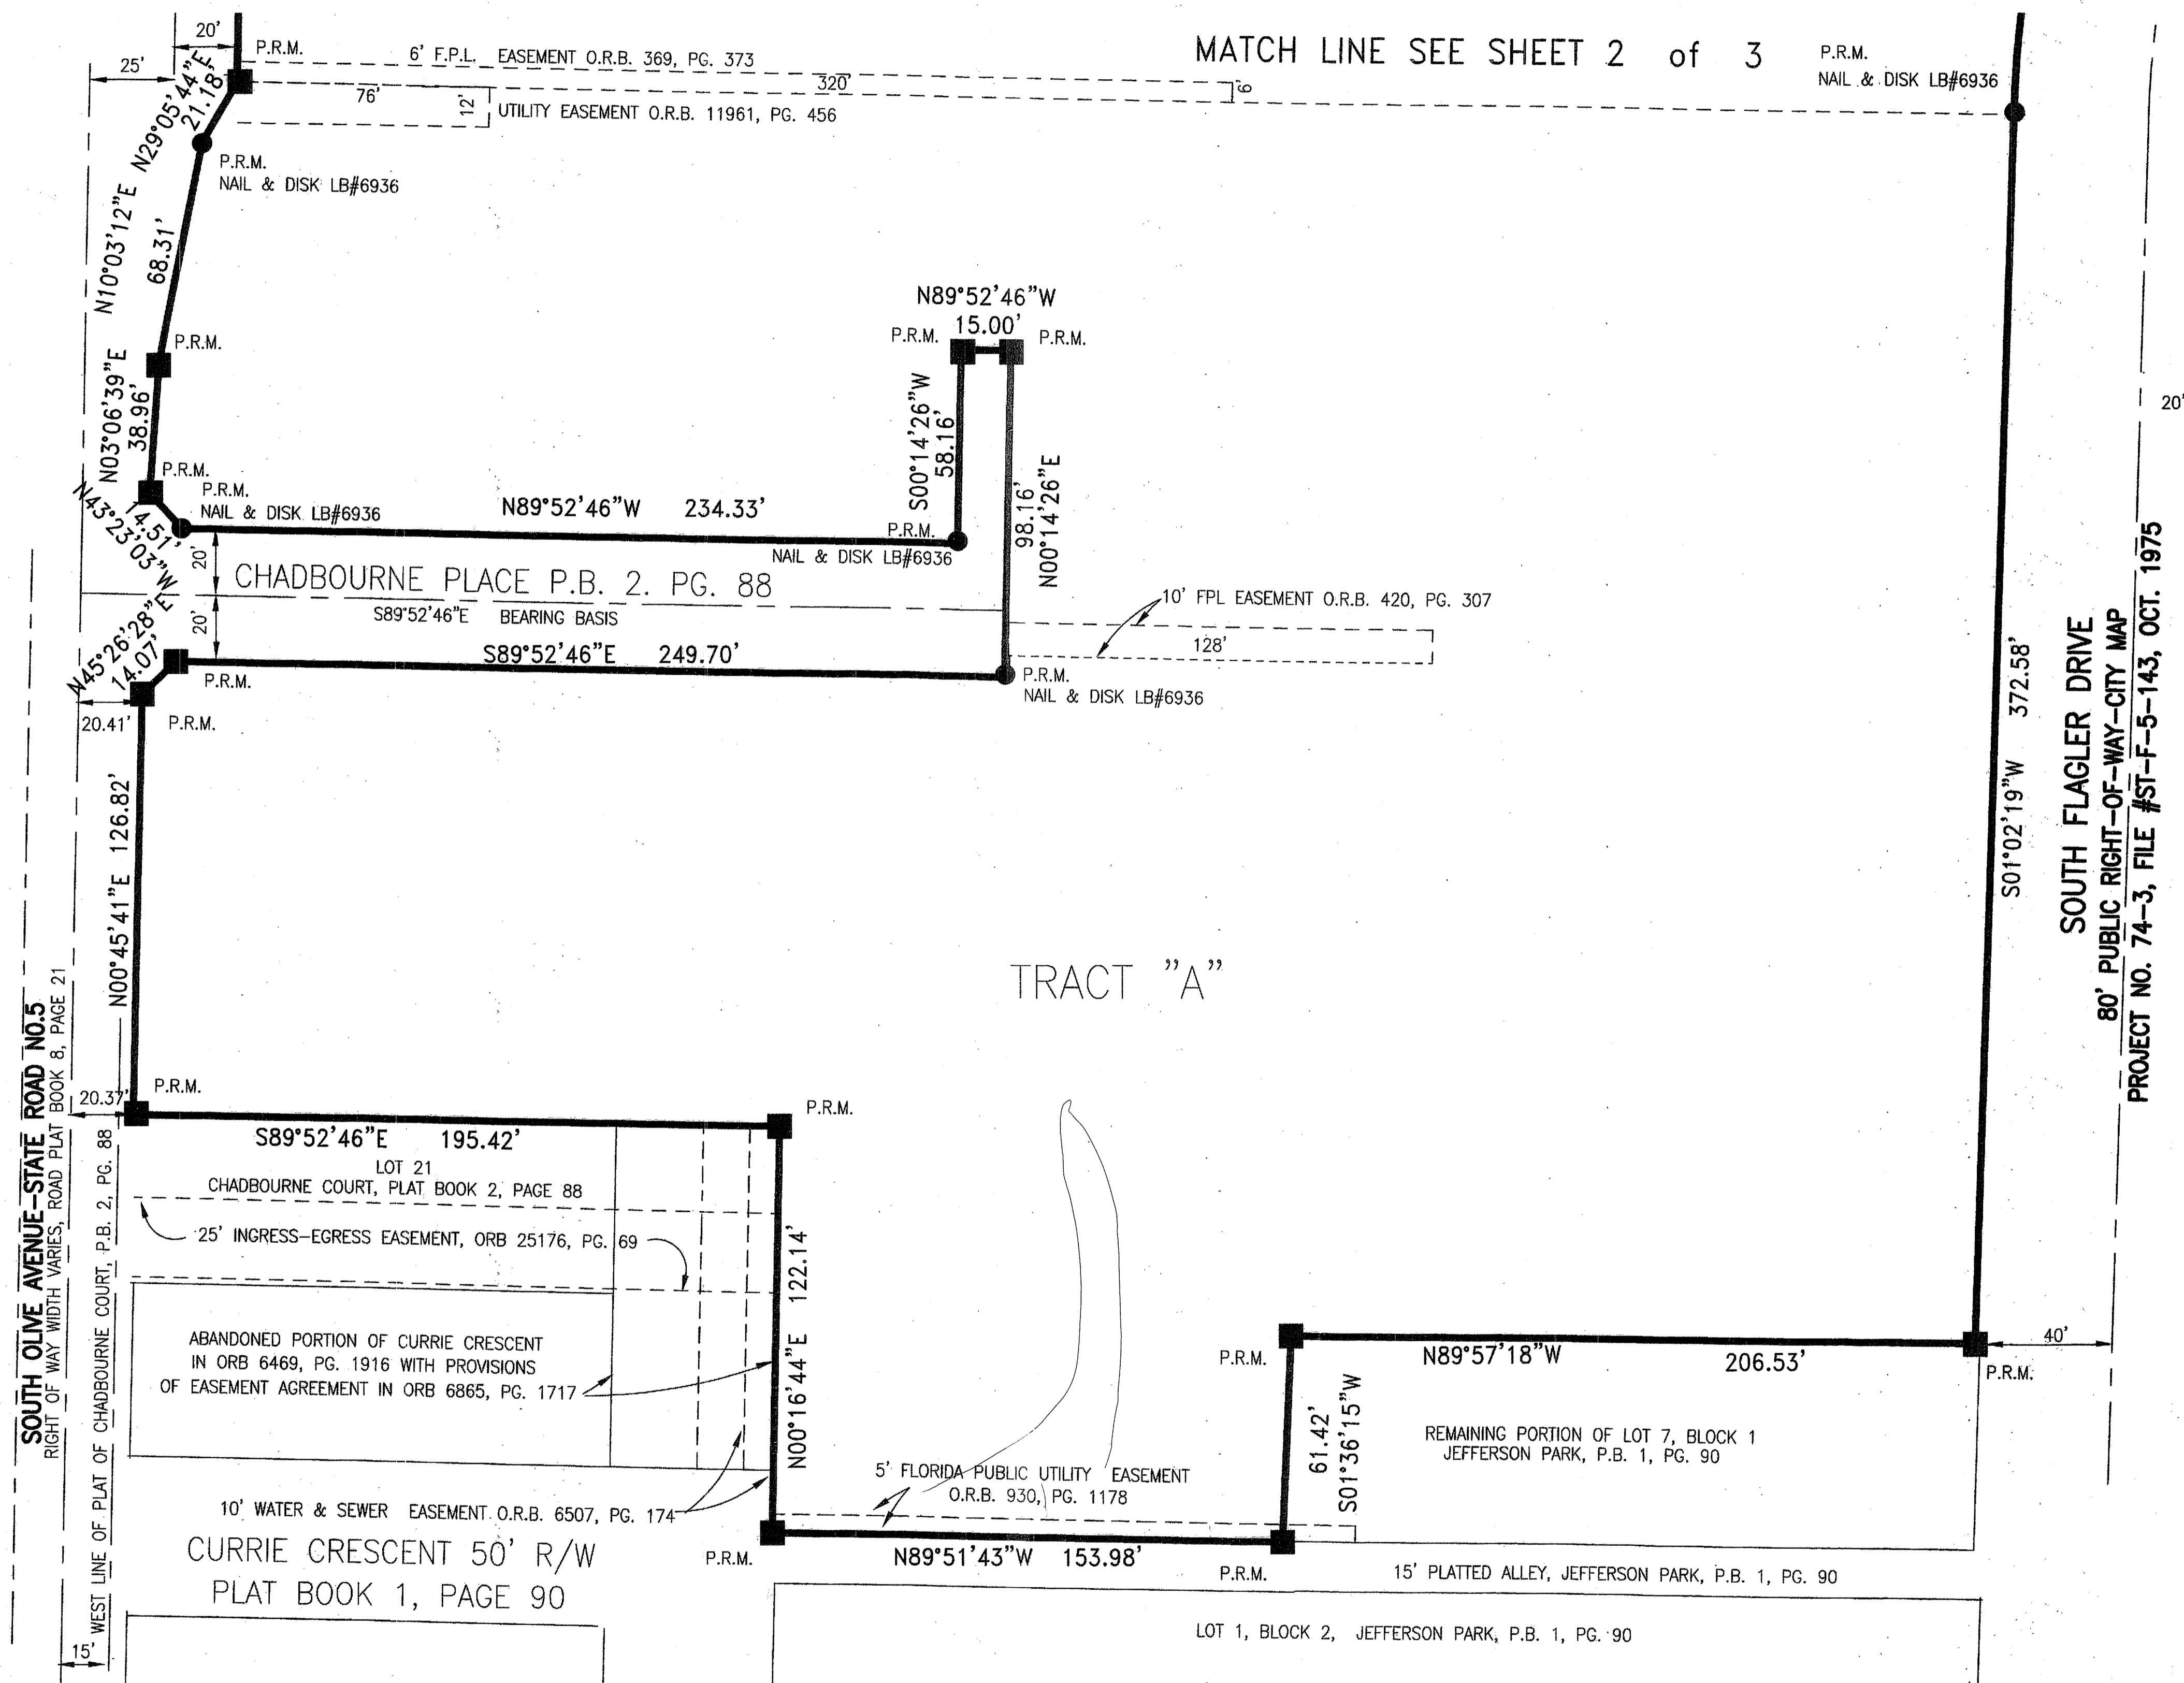 20'
P.R.M.
6' F.P.L. EASEMENT O.R.B. 369, PG. 373
MATCH LINE SEE SHEET 2 of 3
P.R.M.
NAIL & DISK LB#6936
25'
320'
76'
12'
6'
UTILITY EASEMENT O.R.B. 11961, PG. 456
N29°05'44"E
21.18'
P.R.M.
NAIL & DISK LB#6936
N10°03'12"E
68.31'
N89°52'46"W
15.00'
P.R.M.
P.R.M.
P.R.M.
N03°06'39"E
38.96'
S00°14'26"W
58.16'
98.16'
N00°14'26"E
20'
P.R.M.
P.R.M.
NAIL & DISK LB#6936
N43°23'03"W
14.51'
N89°52'46"W 234.33'
P.R.M.
NAIL & DISK LB#6936
20'
CHADBOURNE PLACE P.B. 2. PG. 88
S89°52'46"E BEARING BASIS
20'
10' FPL EASEMENT O.R.B. 420, PG. 307
128'
N45°26'28"E
14.07'
S89°52'46"E 249.70'
P.R.M.
P.R.M.
NAIL & DISK LB#6936
20.41'
P.R.M.
N00°45'41"E 126.82'
S01°02'19"W 372.58'
SOUTH FLAGLER DRIVE
80' PUBLIC RIGHT-OF-WAY-CITY MAP
PROJECT NO. 74-3, FILE #ST-F-5-143, OCT. 1975
TRACT "A"
SOUTH OLIVE AVENUE-STATE ROAD NO.5
RIGHT OF WAY WIDTH VARIES, ROAD PLAT BOOK 8, PAGE 21
WEST LINE OF PLAT OF CHADBOURNE COURT, P.B. 2, PG. 88
20.37'
P.R.M.
P.R.M.
S89°52'46"E 195.42'
LOT 21
CHADBOURNE COURT, PLAT BOOK 2, PAGE 88
25' INGRESS-EGRESS EASEMENT, ORB 25176, PG. 69
ABANDONED PORTION OF CURRIE CRESCENT
IN ORB 6469, PG. 1916 WITH PROVISIONS
OF EASEMENT AGREEMENT IN ORB 6865, PG. 1717
N00°16'44"E 122.14'
P.R.M.
N89°57'18"W 206.53'
40'
P.R.M.
61.42'
S01°36'15"W
REMAINING PORTION OF LOT 7, BLOCK 1
JEFFERSON PARK, P.B. 1, PG. 90
5' FLORIDA PUBLIC UTILITY EASEMENT
O.R.B. 930, PG. 1178
10' WATER & SEWER EASEMENT O.R.B. 6507, PG. 174
CURRIE CRESCENT 50' R/W
PLAT BOOK 1, PAGE 90
P.R.M.
N89°51'43"W 153.98'
P.R.M.
15' PLATTED ALLEY, JEFFERSON PARK, P.B. 1, PG. 90
LOT 1, BLOCK 2, JEFFERSON PARK, P.B. 1, PG. 90
15'